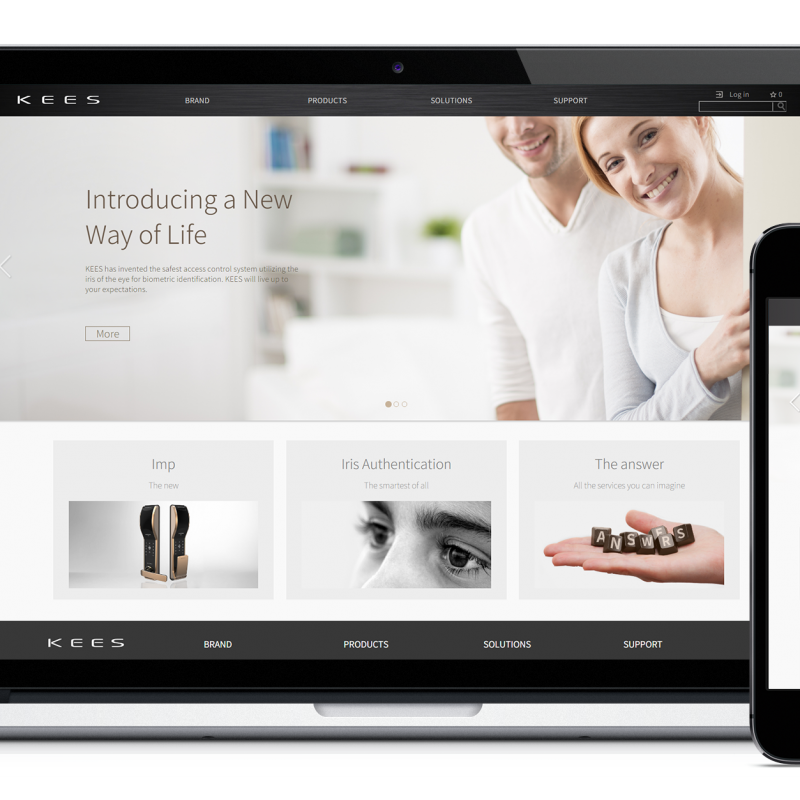 KEES
BRAND
PRODUCTS
SOLUTIONS
SUPPORT
Log in
0
Introducing a New
Way of Life
KEES has invented the safest access control system utilizing the
iris of the eye for biometric identification. KEES will live up to
your expectations.
More
Imp
The new
Iris Authentication
The smartest of all
The answer
All the services you can imagine
ANSWERS
KEES
BRAND
PRODUCTS
SOLUTIONS
SUPPORT